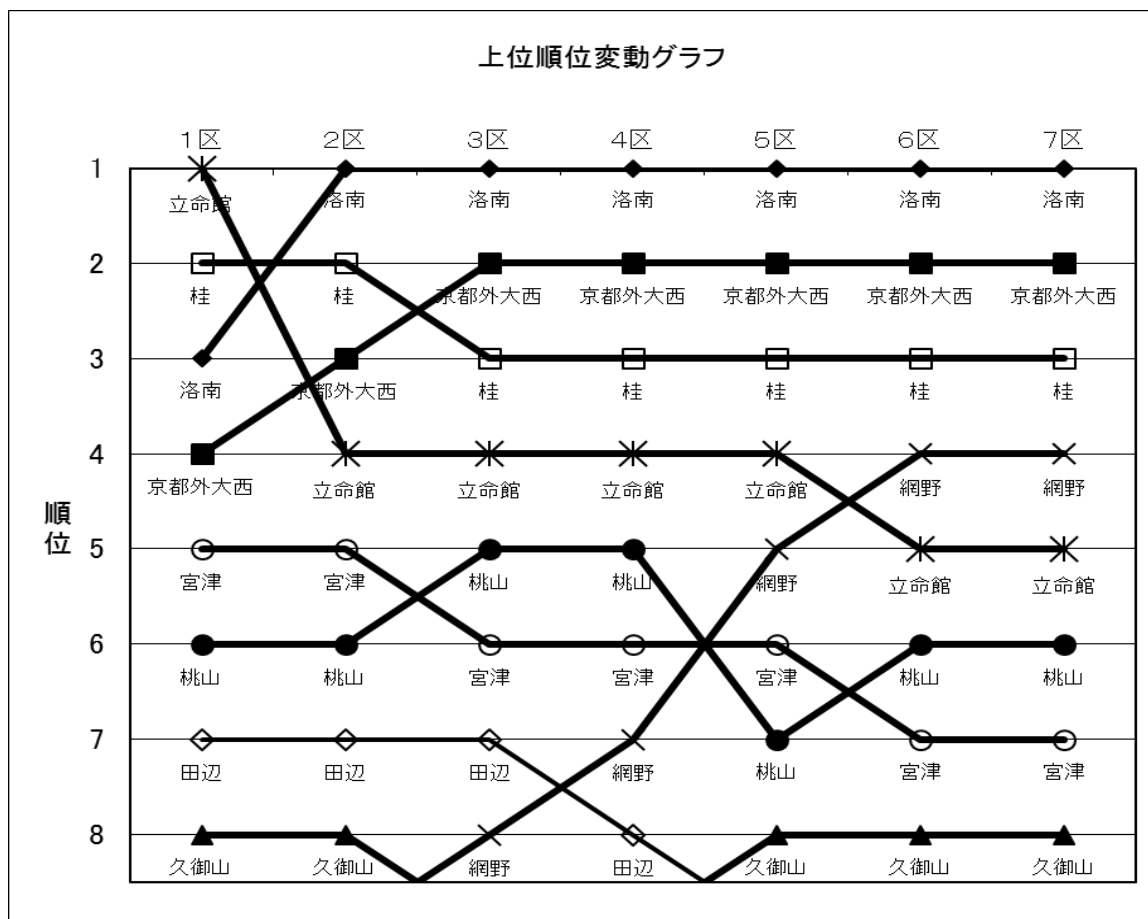 上位順位変動グラフ
1区 2区 3区 4区 5区 6区 7区
1
立命館 洛南 洛南 洛南 洛南 洛南 洛南
2
桂 桂 京都外大西 京都外大西 京都外大西 京都外大西 京都外大西
3
洛南 京都外大西 桂 桂 桂 桂 桂
4
京都外大西 立命館 立命館 立命館 立命館 網野 網野
順位
5
宮津 宮津 桃山 桃山 網野 立命館 立命館
6
桃山 桃山 宮津 宮津 宮津 桃山 桃山
7
田辺 田辺 田辺 網野 桃山 宮津 宮津
8
久御山 久御山 網野 田辺 久御山 久御山 久御山